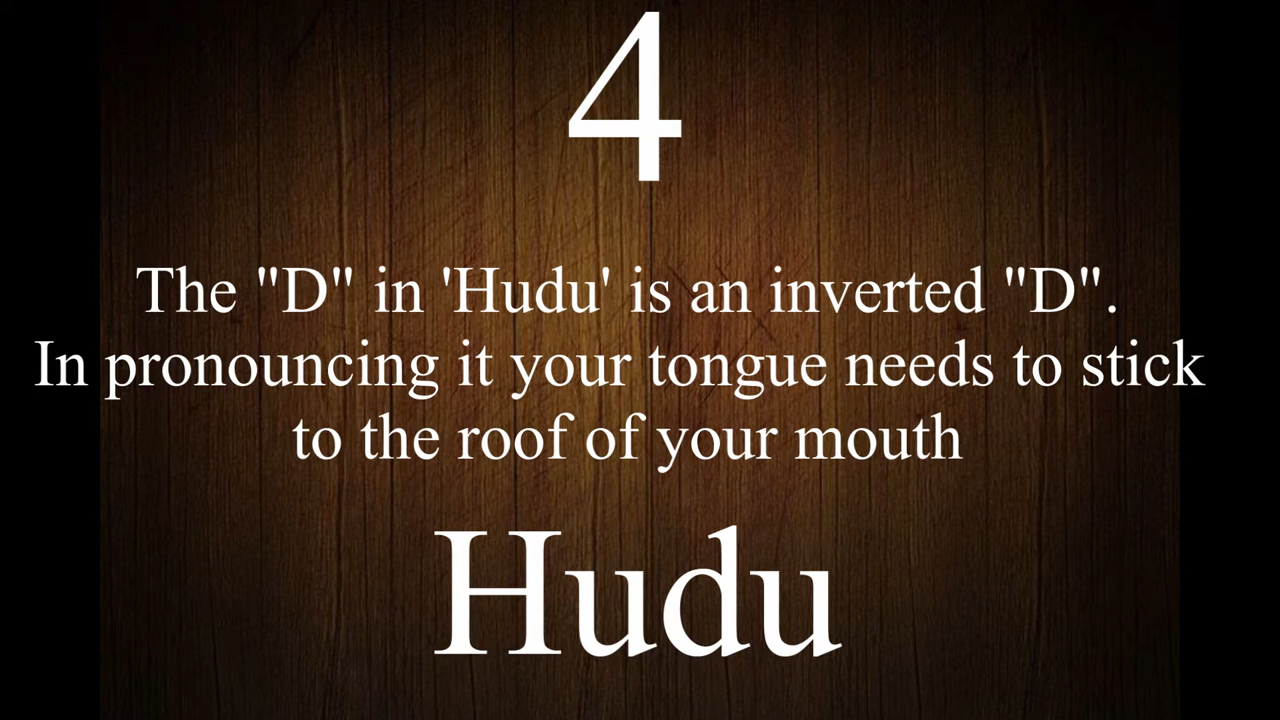 4
The "D" in 'Hudu' is an inverted "D".
In pronouncing it your tongue needs to stick
to the roof of your mouth
Hudu